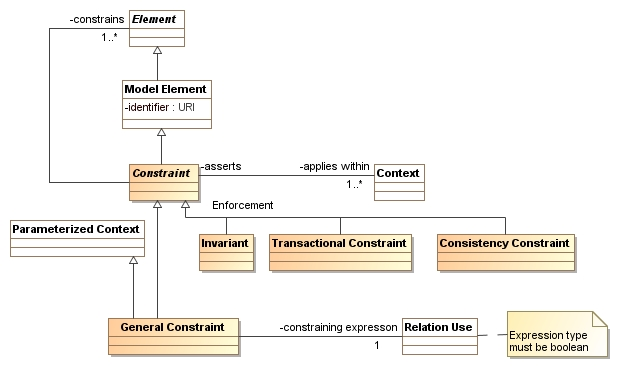 -constrains
Element
1..*
Model Element
-identifier : URI
Constraint
-asserts
-applies within
Context
1..*
Enforcement
Parameterized Context
Invariant
Transactional Constraint
Consistency Constraint
General Constraint
-constraining expresson
Relation Use
1
Expression type
must be boolean